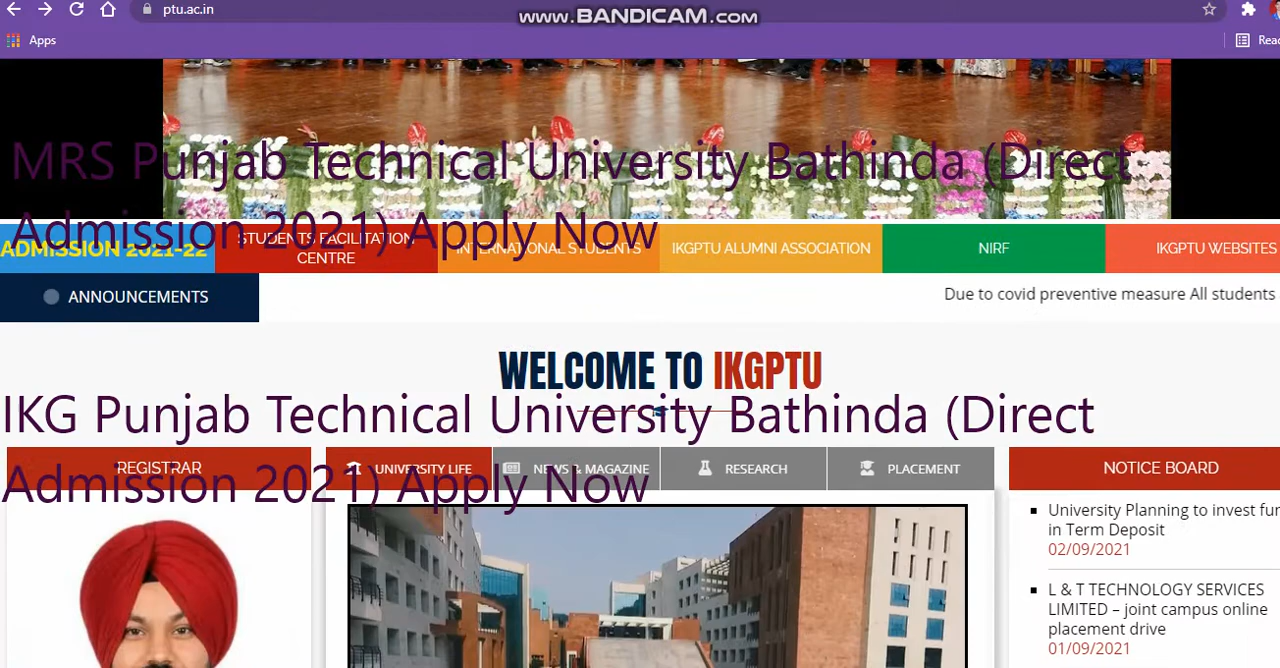 ptu.ac.in
www.BANDICAM.com
Apps
MRS Punjab Technical University Bathinda (Direct
Admission 2021) Apply Now
ADMISSION 2021-22
STUDENTS FACILITATION
CENTRE
INTERNATIONAL STUDENTS
IKGPTU ALUMNI ASSOCIATION
NIRF
IKGPTU WEBSITES
ANNOUNCEMENTS
Due to covid preventive measure All students
WELCOME TO IKGPTU
IKG Punjab Technical University Bathinda (Direct
Admission 2021) Apply Now
REGISTRAR
UNIVERSITY LIFE
NEWS & MAGAZINE
RESEARCH
PLACEMENT
NOTICE BOARD
University Planning to invest
in Term Deposit
02/09/2021
L & T TECHNOLOGY SERVICES
LIMITED – joint campus online
placement drive
01/09/2021